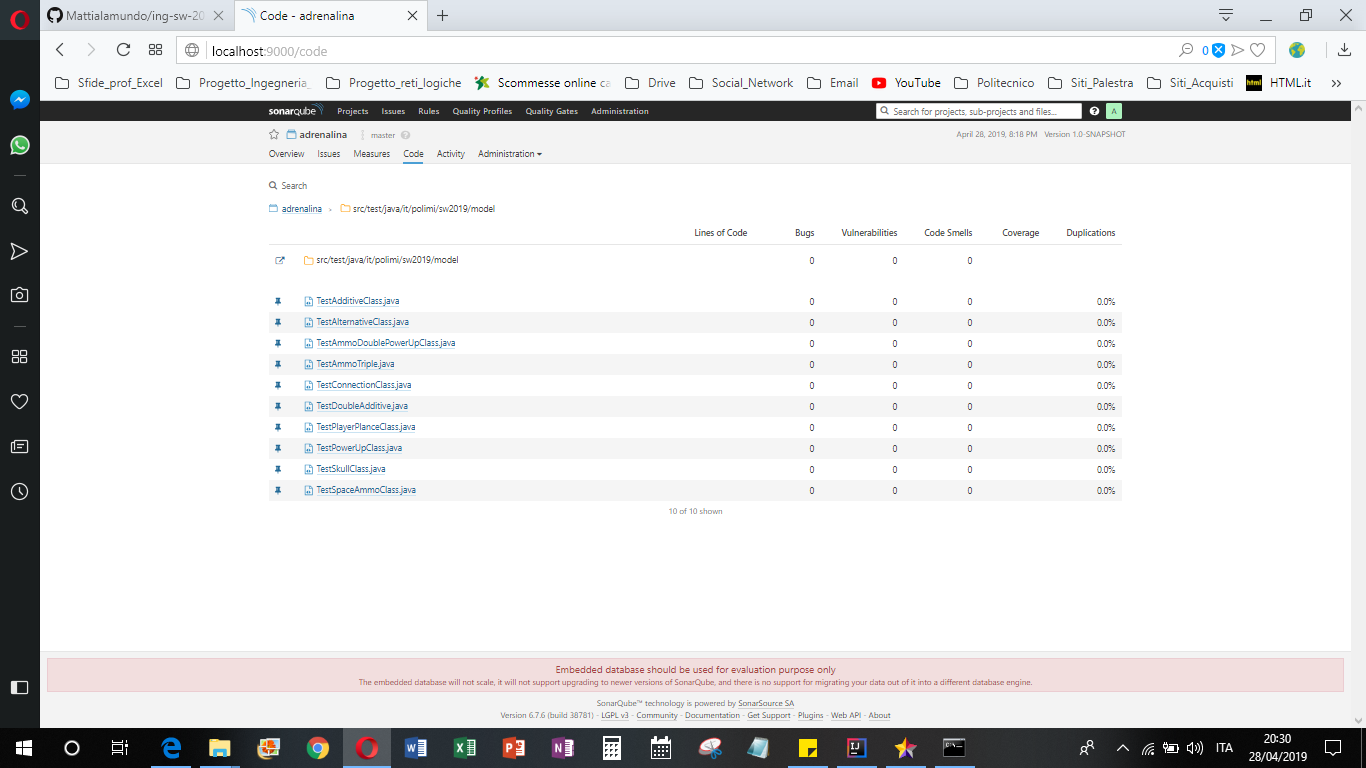 Mattialamundo/ing-sw-20
Code - adrenalina
localhost:9000/code
0
Sfide_prof_Excel
Progetto_Ingegneria_
Progetto_reti_logiche
Scommesse online ca
Drive
Social_Network
Email
YouTube
Politecnico
Siti_Palestra
Siti_Acquisti
html
HTML.it
sonarqube
Projects
Issues
Rules
Quality Profiles
Quality Gates
Administration
Search for projects, sub-projects and files...
A
adrenalina
master
April 28, 2019, 8:18 PM Version 1.0-SNAPSHOT
Overview
Issues
Measures
Code
Activity
Administration
Search
adrenalina
src/test/java/it/polimi/sw2019/model
Lines of Code Bugs Vulnerabilities Code Smells Coverage Duplications
src/test/java/it/polimi/sw2019/model 0 0 0
TestAdditiveClass.java 0 0 0 0.0%
TestAlternativeClass.java 0 0 0 0.0%
TestAmmoDoublePowerUpClass.java 0 0 0 0.0%
TestAmmoTriple.java 0 0 0 0.0%
TestConnectionClass.java 0 0 0 0.0%
TestDoubleAdditive.java 0 0 0 0.0%
TestPlayerPlanceClass.java 0 0 0 0.0%
TestPowerUpClass.java 0 0 0 0.0%
TestSkullClass.java 0 0 0 0.0%
TestSpaceAmmoClass.java 0 0 0 0.0%
10 of 10 shown
Embedded database should be used for evaluation purpose only
The embedded database will not scale, it will not support upgrading to newer versions of SonarQube, and there is no support for migrating your data out of it into a different database engine.
SonarQube™ technology is powered by SonarSource SA
Version 6.7.6 (build 38781) - LGPL v3 - Community - Documentation - Get Support - Plugins - Web API - About
ITA
20:30
28/04/2019